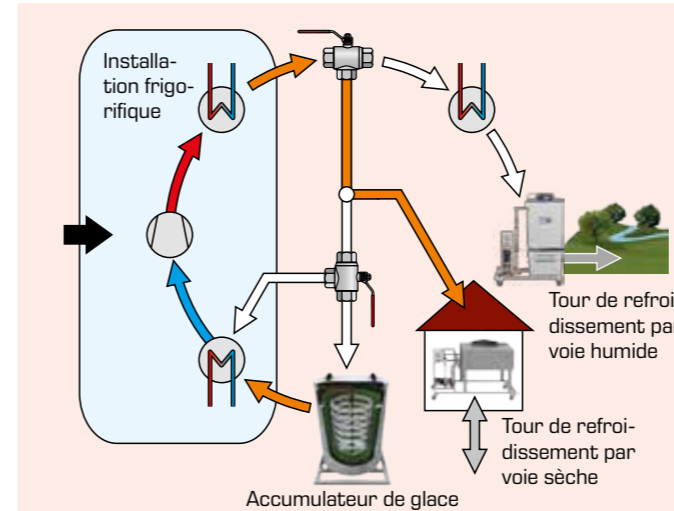 Installa-
tion frigo-
rifique
Tour de refroi-
dissement par
voie humide
Tour de refroi-
dissement par
voie sèche
Accumulateur de glace